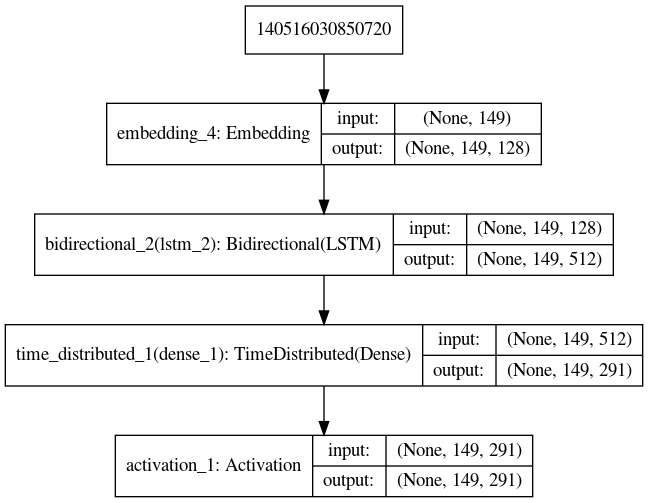 140516030850720
embedding_4: Embedding
input:
(None, 149)
output:
(None, 149, 128)
bidirectional_2(lstm_2): Bidirectional(LSTM)
input:
(None, 149, 128)
output:
(None, 149, 512)
time_distributed_1(dense_1): TimeDistributed(Dense)
input:
(None, 149, 512)
output:
(None, 149, 291)
activation_1: Activation
input:
(None, 149, 291)
output:
(None, 149, 291)